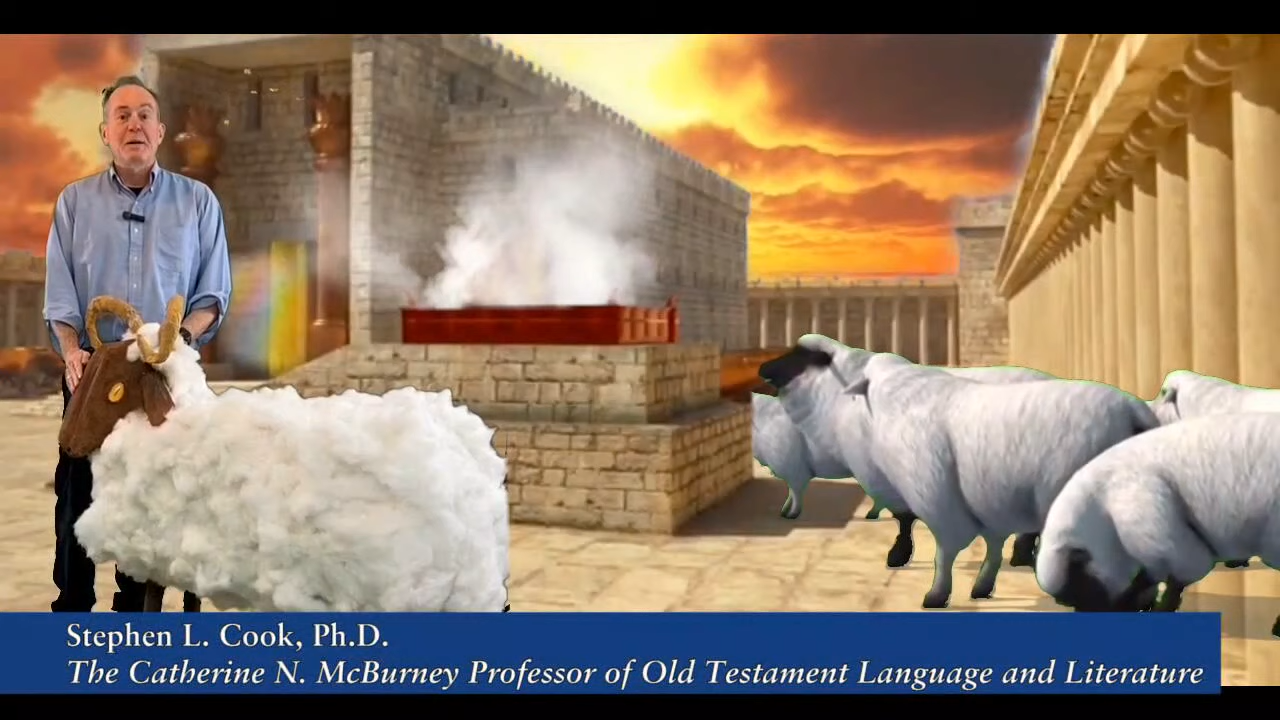 Stephen L. Cook, Ph.D.
The Catherine N. McBurney Professor of Old Testament Language and Literature